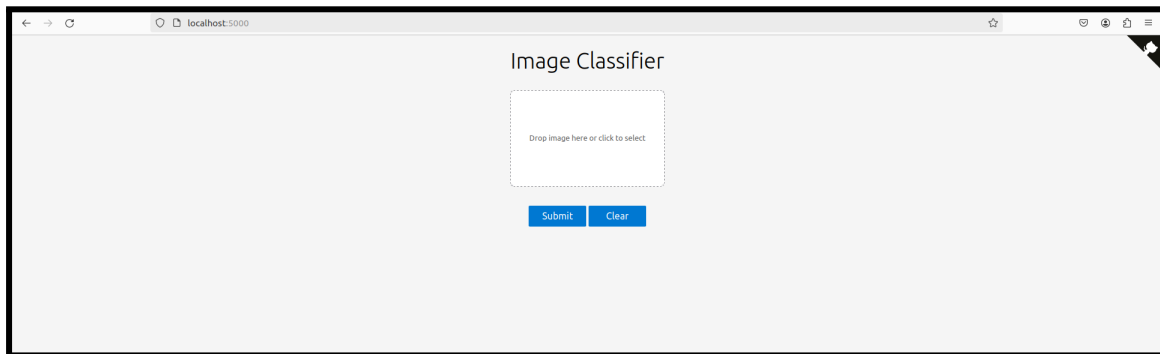 localhost:5000
Image Classifier
Drop image here or click to select
Submit Clear